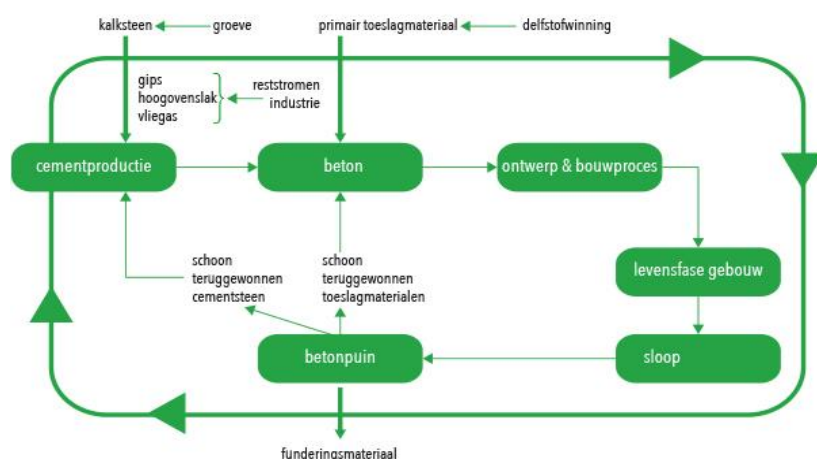 kalksteen
groeve
primair toeslagmateriaal
delfstofwinning
gips
hoogovenslak
vliegas
reststromen
industrie
cementproductie
beton
ontwerp & bouwproces
levensfase gebouw
schoon
teruggewonnen
cementsteen
schoon
teruggewonnen
toeslagmaterialen
betonpuin
sloop
funderingsmateriaal